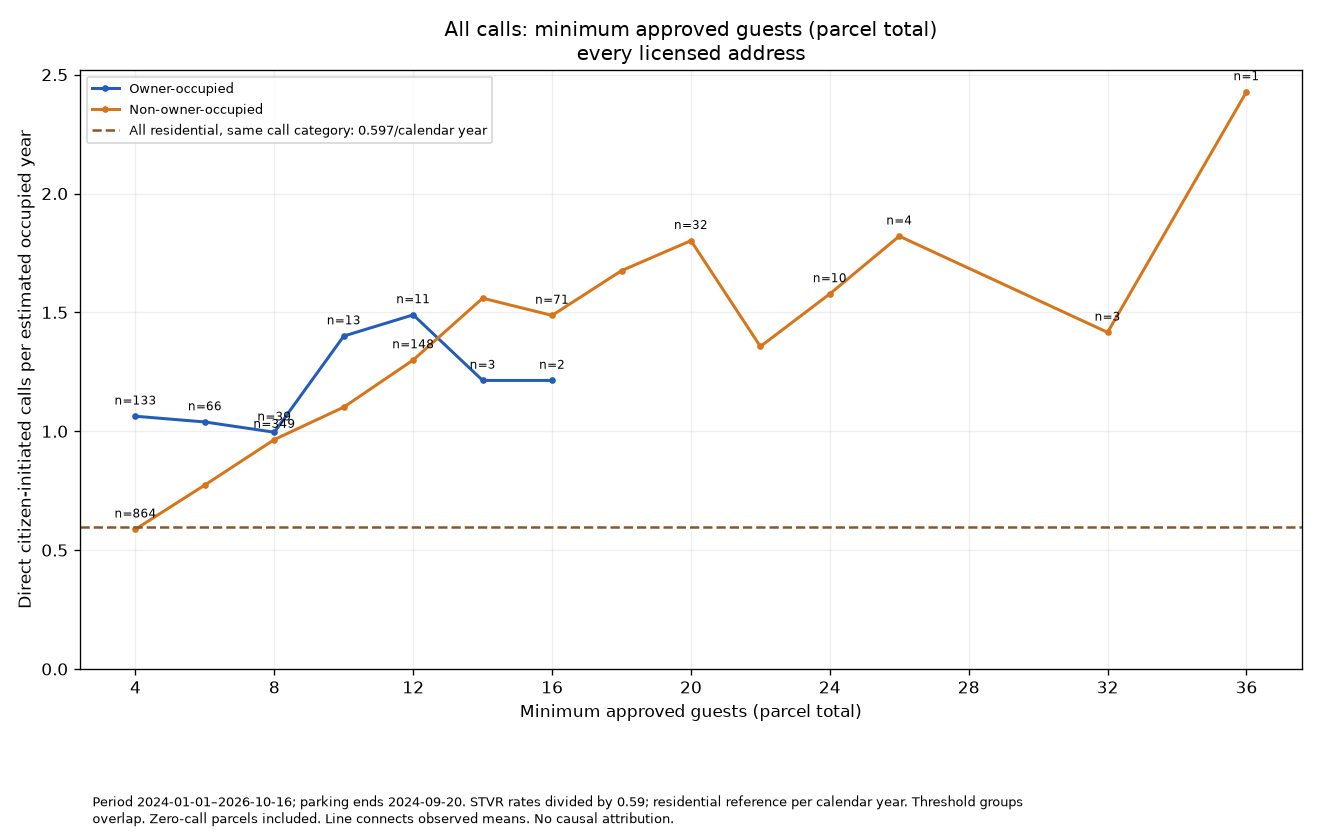 All calls: minimum approved guests (parcel total)
every licensed address
Direct citizen-initiated calls per estimated occupied year
2.5
2.0
1.5
1.0
0.5
0.0
Owner-occupied
Non-owner-occupied
All residential, same call category: 0.597/calendar year
n=133
n=66
n=39
n=13
n=11
n=3
n=2
n=864
n=349
n=148
n=71
n=32
n=10
n=4
n=3
n=1
4
8
12
16
20
24
28
32
36
Minimum approved guests (parcel total)
Period 2024-01-01–2026-10-16; parking ends 2024-09-20. STVR rates divided by 0.59; residential reference per calendar year. Threshold groups
overlap. Zero-call parcels included. Line connects observed means. No causal attribution.